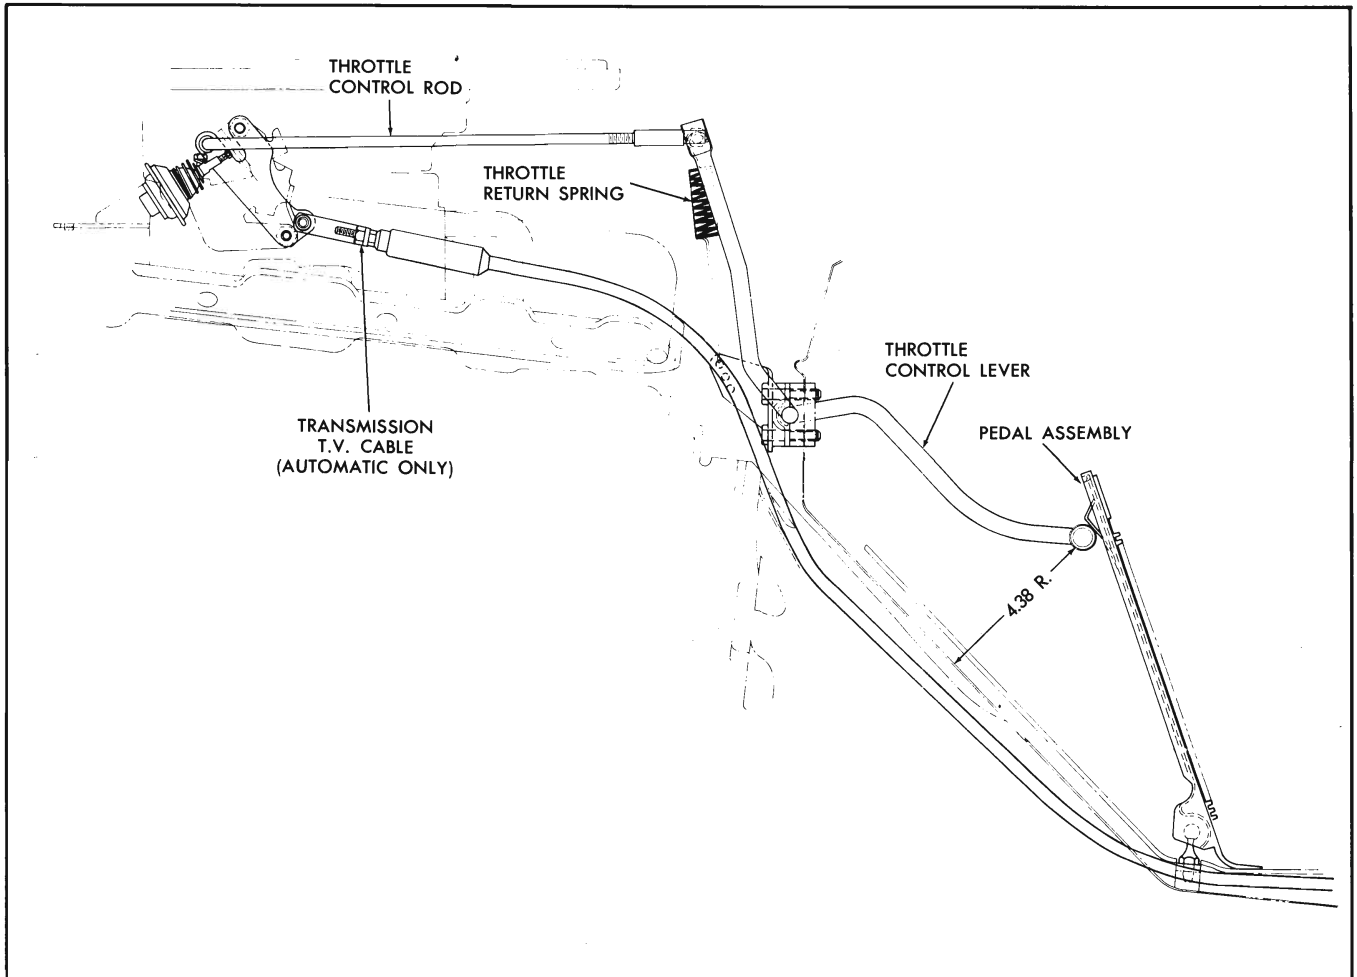 THROTTLE
CONTROL ROD
THROTTLE
RETURN SPRING
THROTTLE
CONTROL LEVER
PEDAL ASSEMBLY
TRANSMISSION
T.V. CABLE
(AUTOMATIC ONLY)
4.38 R.